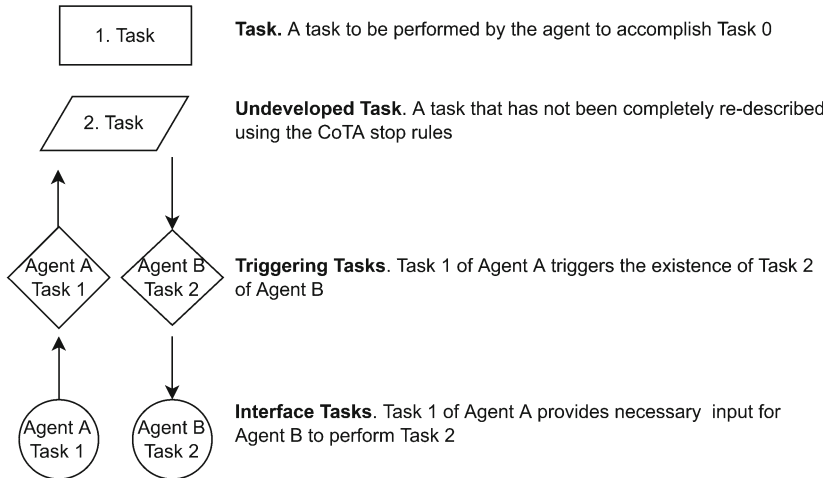 1. Task
Task. A task to be performed by the agent to accomplish Task 0
2. Task
Undeveloped Task. A task that has not been completely re-described
using the CoTA stop rules
Agent A
Task 1
Agent B
Task 2
Triggering Tasks. Task 1 of Agent A triggers the existence of Task 2
of Agent B
Agent A
Task 1
Agent B
Task 2
Interface Tasks. Task 1 of Agent A provides necessary input for
Agent B to perform Task 2